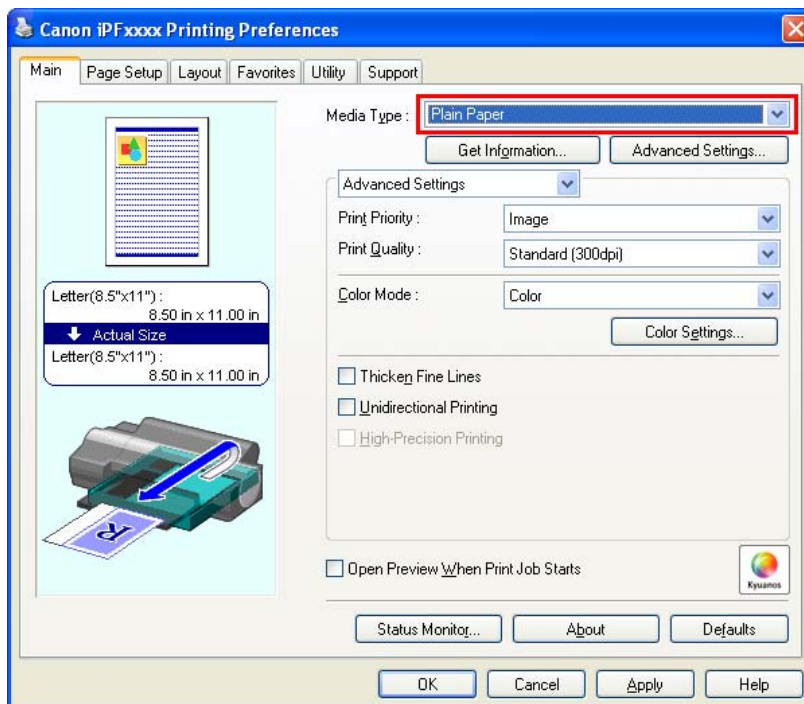 Canon iPFxxxx Printing Preferences
Main Page Setup Layout Favorites Utility Support
Media Type : Plain Paper
Get Information... Advanced Settings...
Advanced Settings
Print Priority : Image
Print Quality : Standard (300dpi)
Color Mode : Color
Color Settings...
Thicken Fine Lines
Unidirectional Printing
High-Precision Printing
Letter(8.5"x11") :
8.50 in x 11.00 in
Actual Size
Letter(8.5"x11") :
8.50 in x 11.00 in
R
Open Preview When Print Job Starts
Kyuanos
Status Monitor... About Defaults
OK Cancel Apply Help